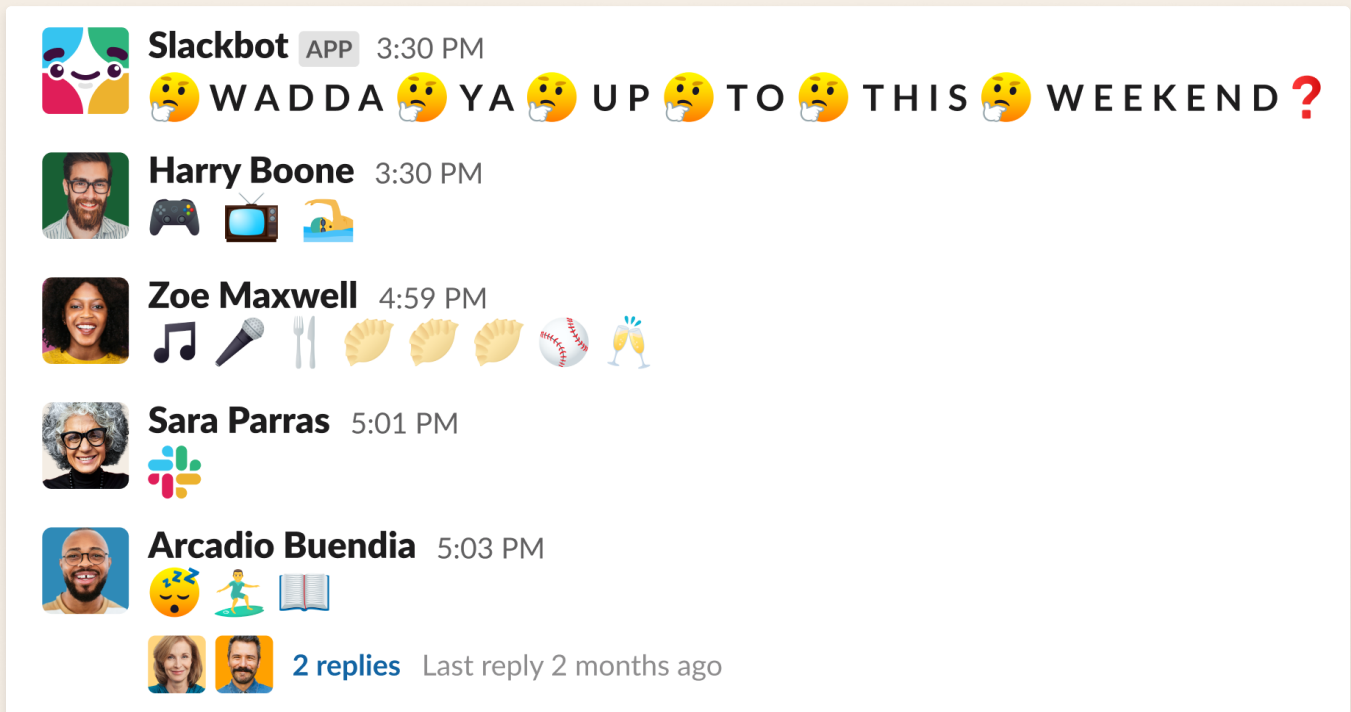 Slackbot APP 3:30 PM
🤔 WADDA 🤔 YA 🤔 UP 🤔 TO 🤔 THIS 🤔 WEEKEND❓
Harry Boone 3:30 PM
🎮 📺 🏊
Zoe Maxwell 4:59 PM
🎵 🎤 🍴 🥟 🥟 🥟 ⚾ 🥂
Sara Parras 5:01 PM
Arcadio Buendia 5:03 PM
😴 🏄‍♂️ 📖
2 replies Last reply 2 months ago